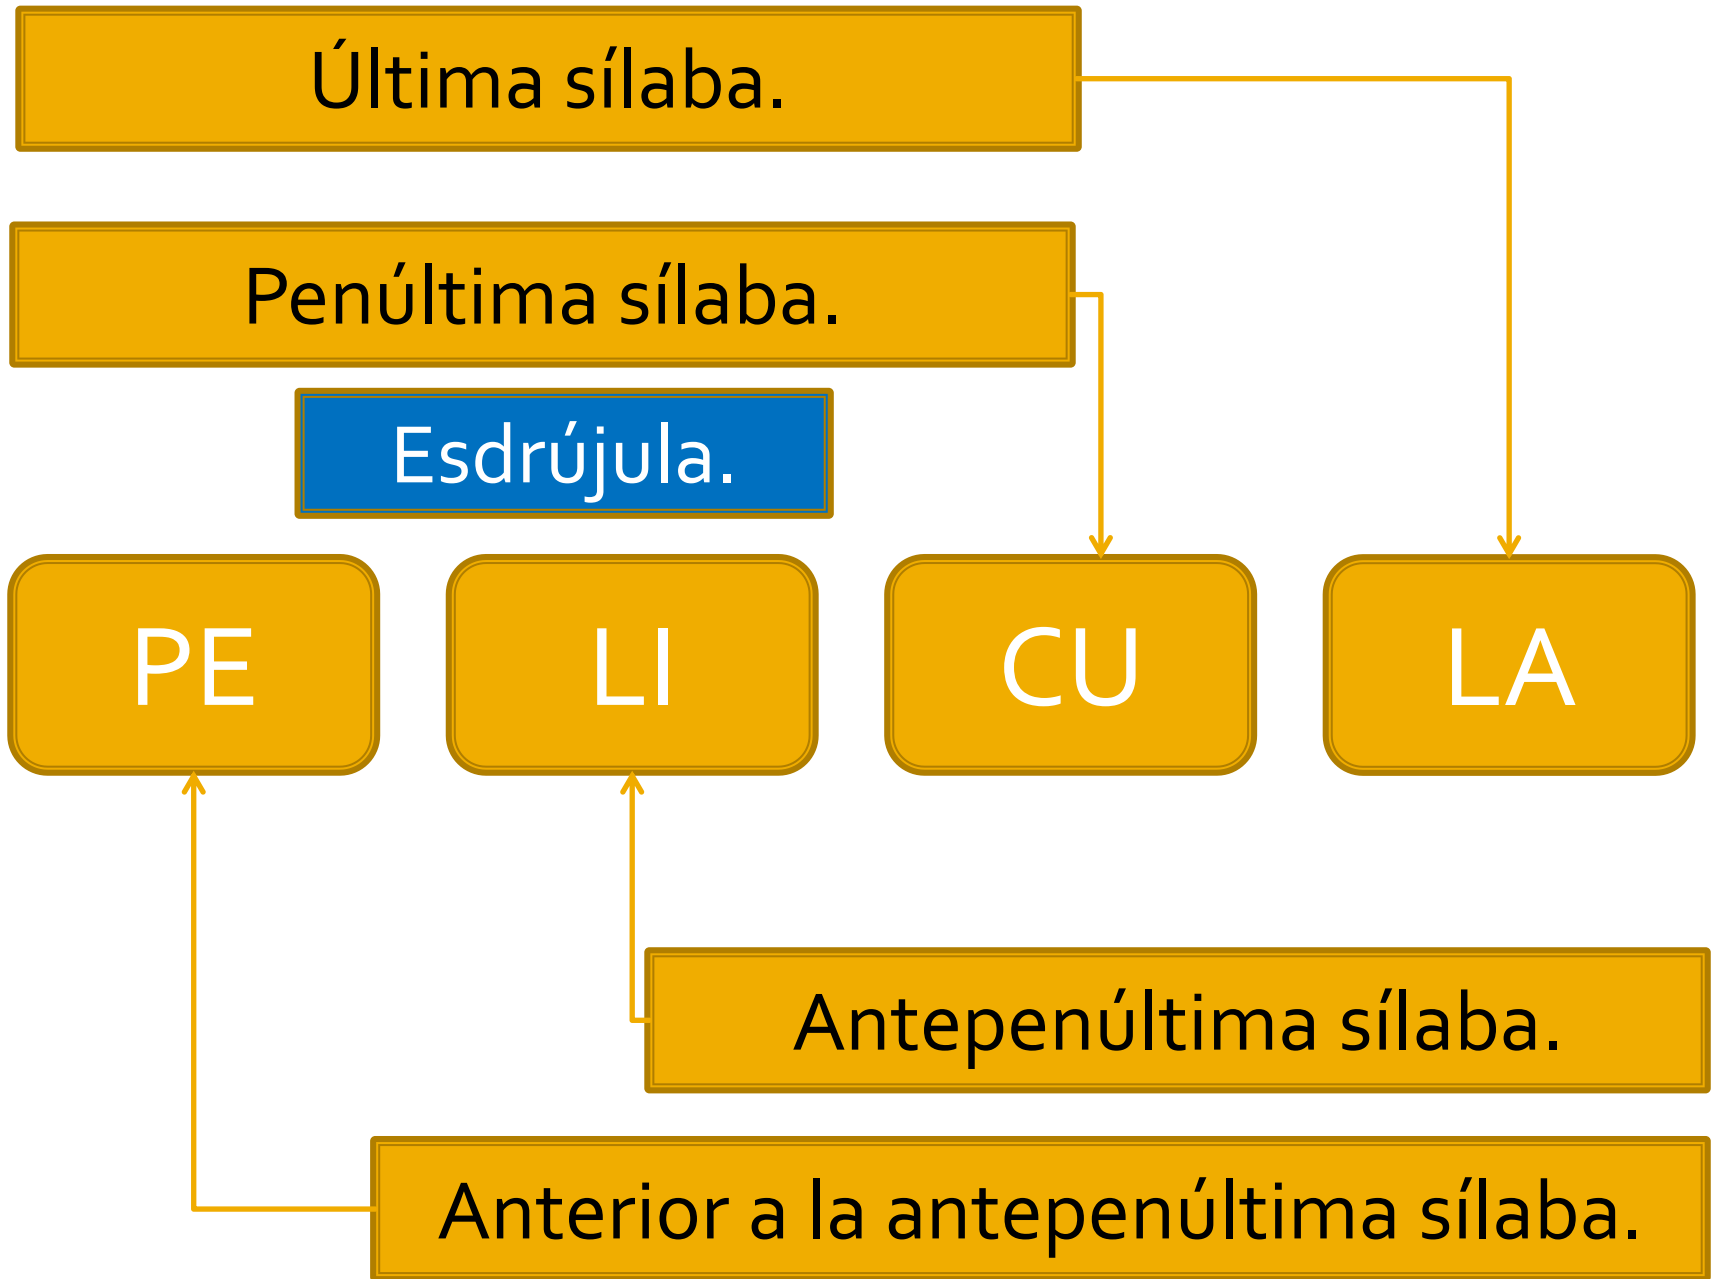 Última sílaba.
Penúltima sílaba.
Esdrújula.
PE LI CU LA
Antepenúltima sílaba.
Anterior a la antepenúltima sílaba.